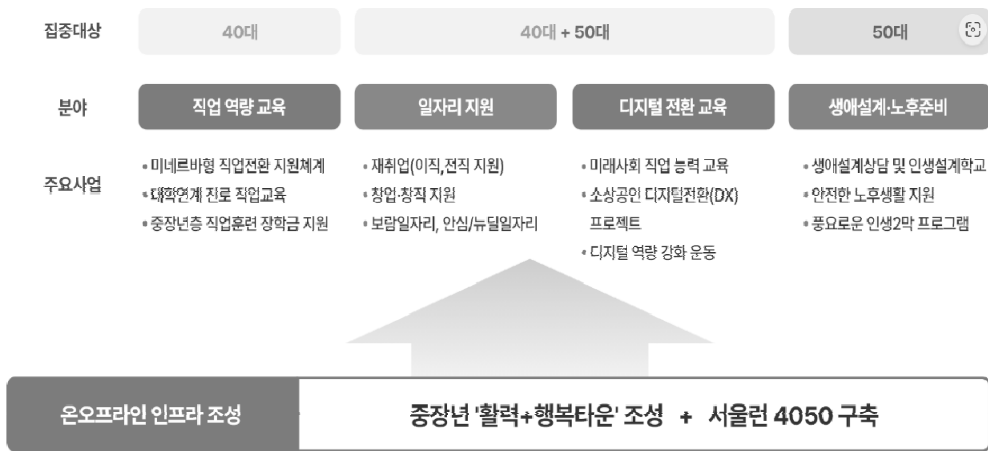 집중대상
40대
40대 + 50대
50대
분야
직업 역량 교육
일자리 지원
디지털 전환 교육
생애설계·노후준비
주요사업
• 미네르바형 직업전환 지원체계
• 대학연계 진로 직업교육
• 중장년층 직업훈련 장학금 지원
• 재취업(이직,전직 지원)
• 창업·창직 지원
• 보람일자리, 안심/뉴딜일자리
• 미래사회 직업 능력 교육
• 소상공인 디지털전환(DX)
프로젝트
• 디지털 역량 강화 운동
• 생애설계상담 및 인생설계학교
• 안전한 노후생활 지원
• 풍요로운 인생2막 프로그램
온오프라인 인프라 조성
중장년 '활력+행복타운' 조성 + 서울런 4050 구축